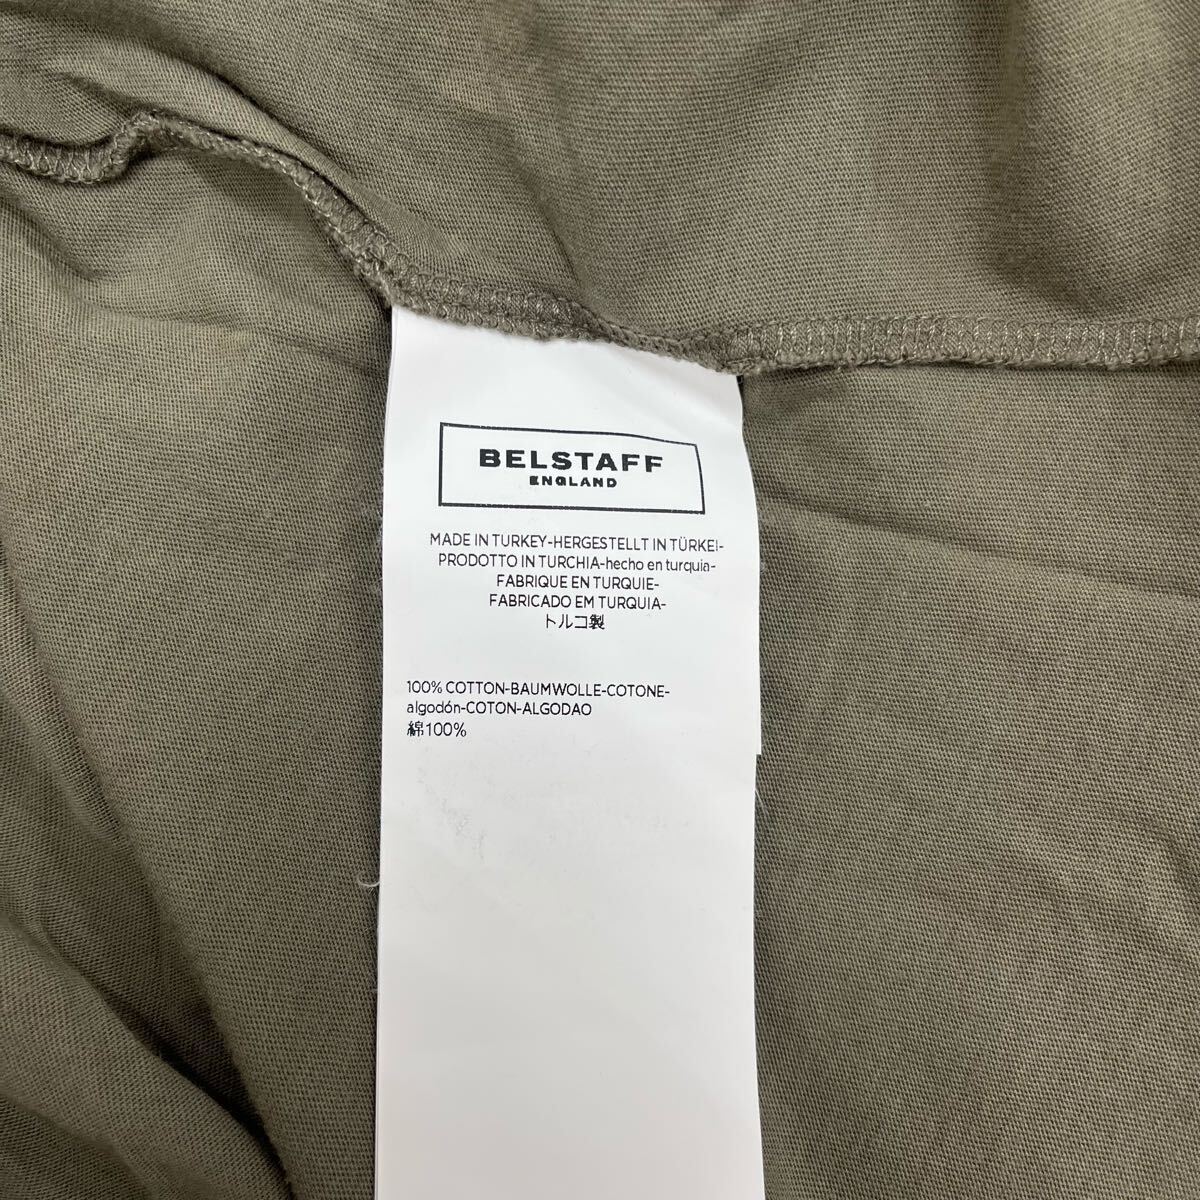 BELSTAFF
ENGLAND
MADE IN TURKEY-HERGESTELLT IN TÜRKEI-
PRODOTTO IN TURCHIA-hecho en turquia-
FABRIQUE EN TURQUIE-
FABRICADO EM TURQUIA-
トルコ製
100% COTTON-BAUMWOLLE-COTONE-
algodón-COTON-ALGODAO
綿100%